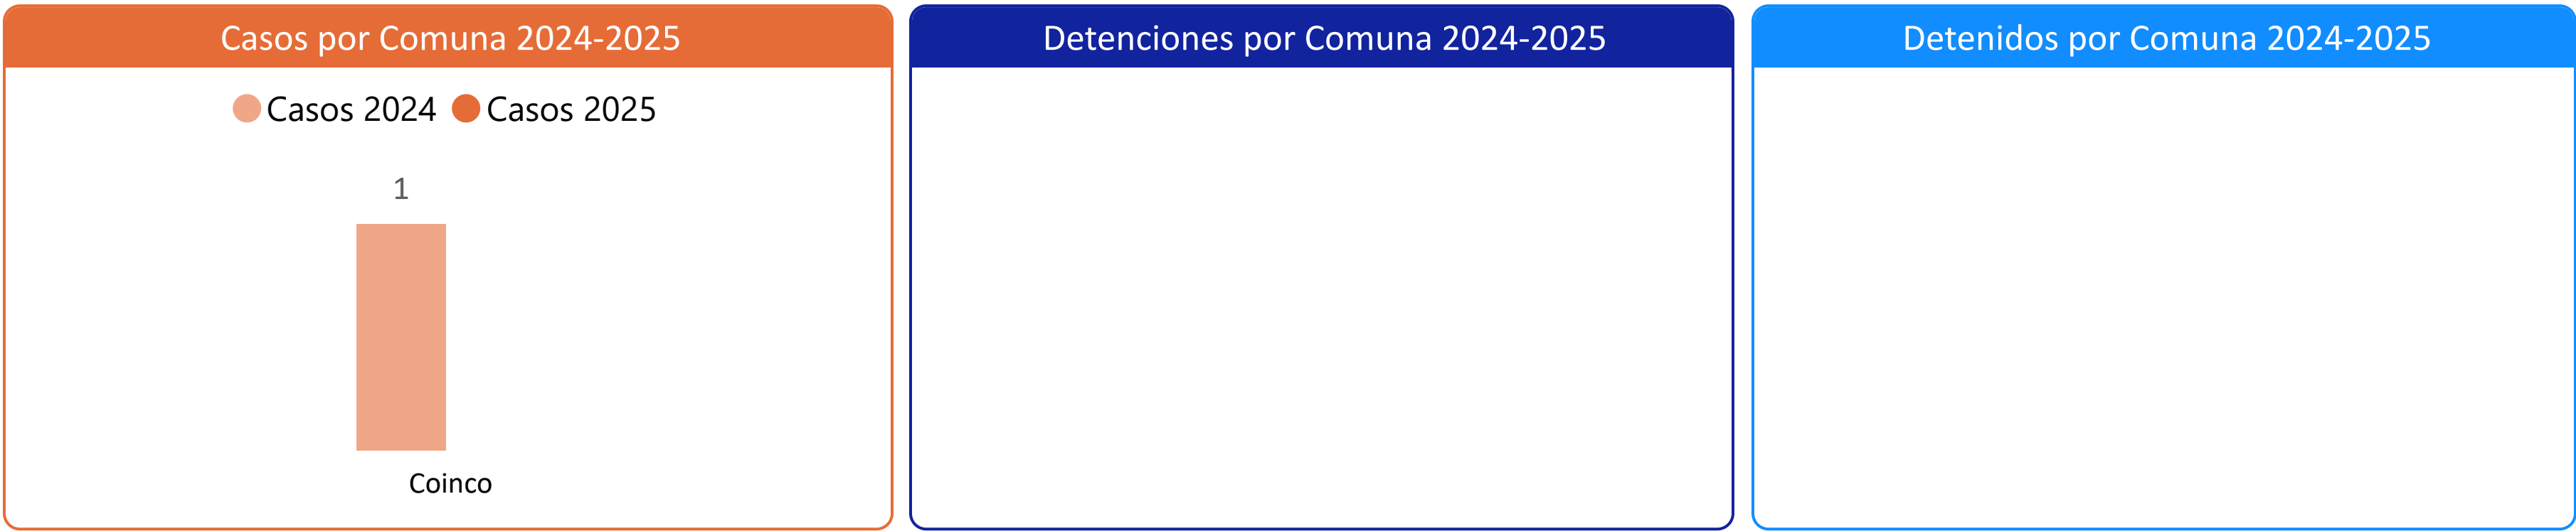 Casos por Comuna 2024-2025
Casos 2024 Casos 2025
1
Coinco
Detenciones por Comuna 2024-2025
Detenidos por Comuna 2024-2025